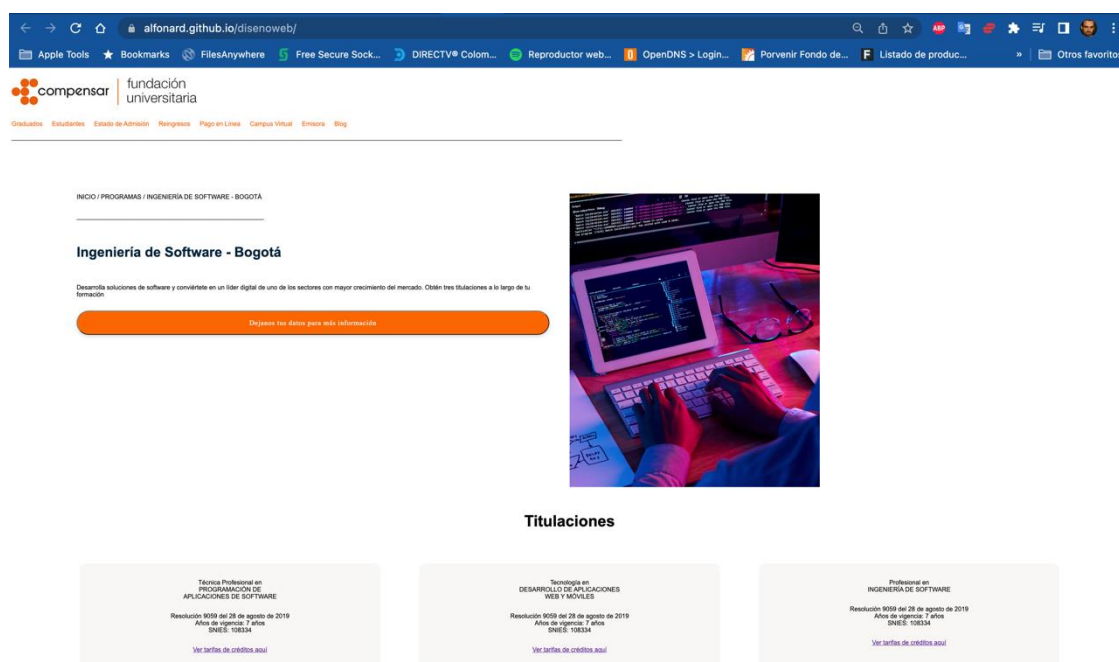 alfonard.github.io/disenoweb/
Apple Tools Bookmarks FilesAnywhere Free Secure Sock... DIRECTV® Colom... Reproductor web... OpenDNS > Login... Porvenir Fondo de... Listado de produc... » Otros favoritos
compensar fundación
universitaria
Graduados Estudiantes Estado de Admisión Reingresos Pago en Línea Campus Virtual Emisora Blog
INICIO / PROGRAMAS / INGENIERÍA DE SOFTWARE - BOGOTÁ
Ingeniería de Software - Bogotá
Desarrolla soluciones de software y conviértete en un líder digital de uno de los sectores con mayor crecimiento del mercado. Obtén tres titulaciones a lo largo de tu
formación
Dejanos tus datos para más información
Titulaciones
Técnica Profesional en
PROGRAMACIÓN DE
APLICACIONES DE SOFTWARE
Resolución 9059 del 28 de agosto de 2019
Años de vigencia: 7 años
SNIES: 108334
Ver tarifas de créditos aquí
Tecnología en
DESARROLLO DE APLICACIONES
WEB Y MÓVILES
Resolución 9059 del 28 de agosto de 2019
Años de vigencia: 7 años
SNIES: 108334
Ver tarifas de créditos aquí
Profesional en
INGENIERÍA DE SOFTWARE
Resolución 9059 del 28 de agosto de 2019
Años de vigencia: 7 años
SNIES: 108334
Ver tarifas de créditos aquí